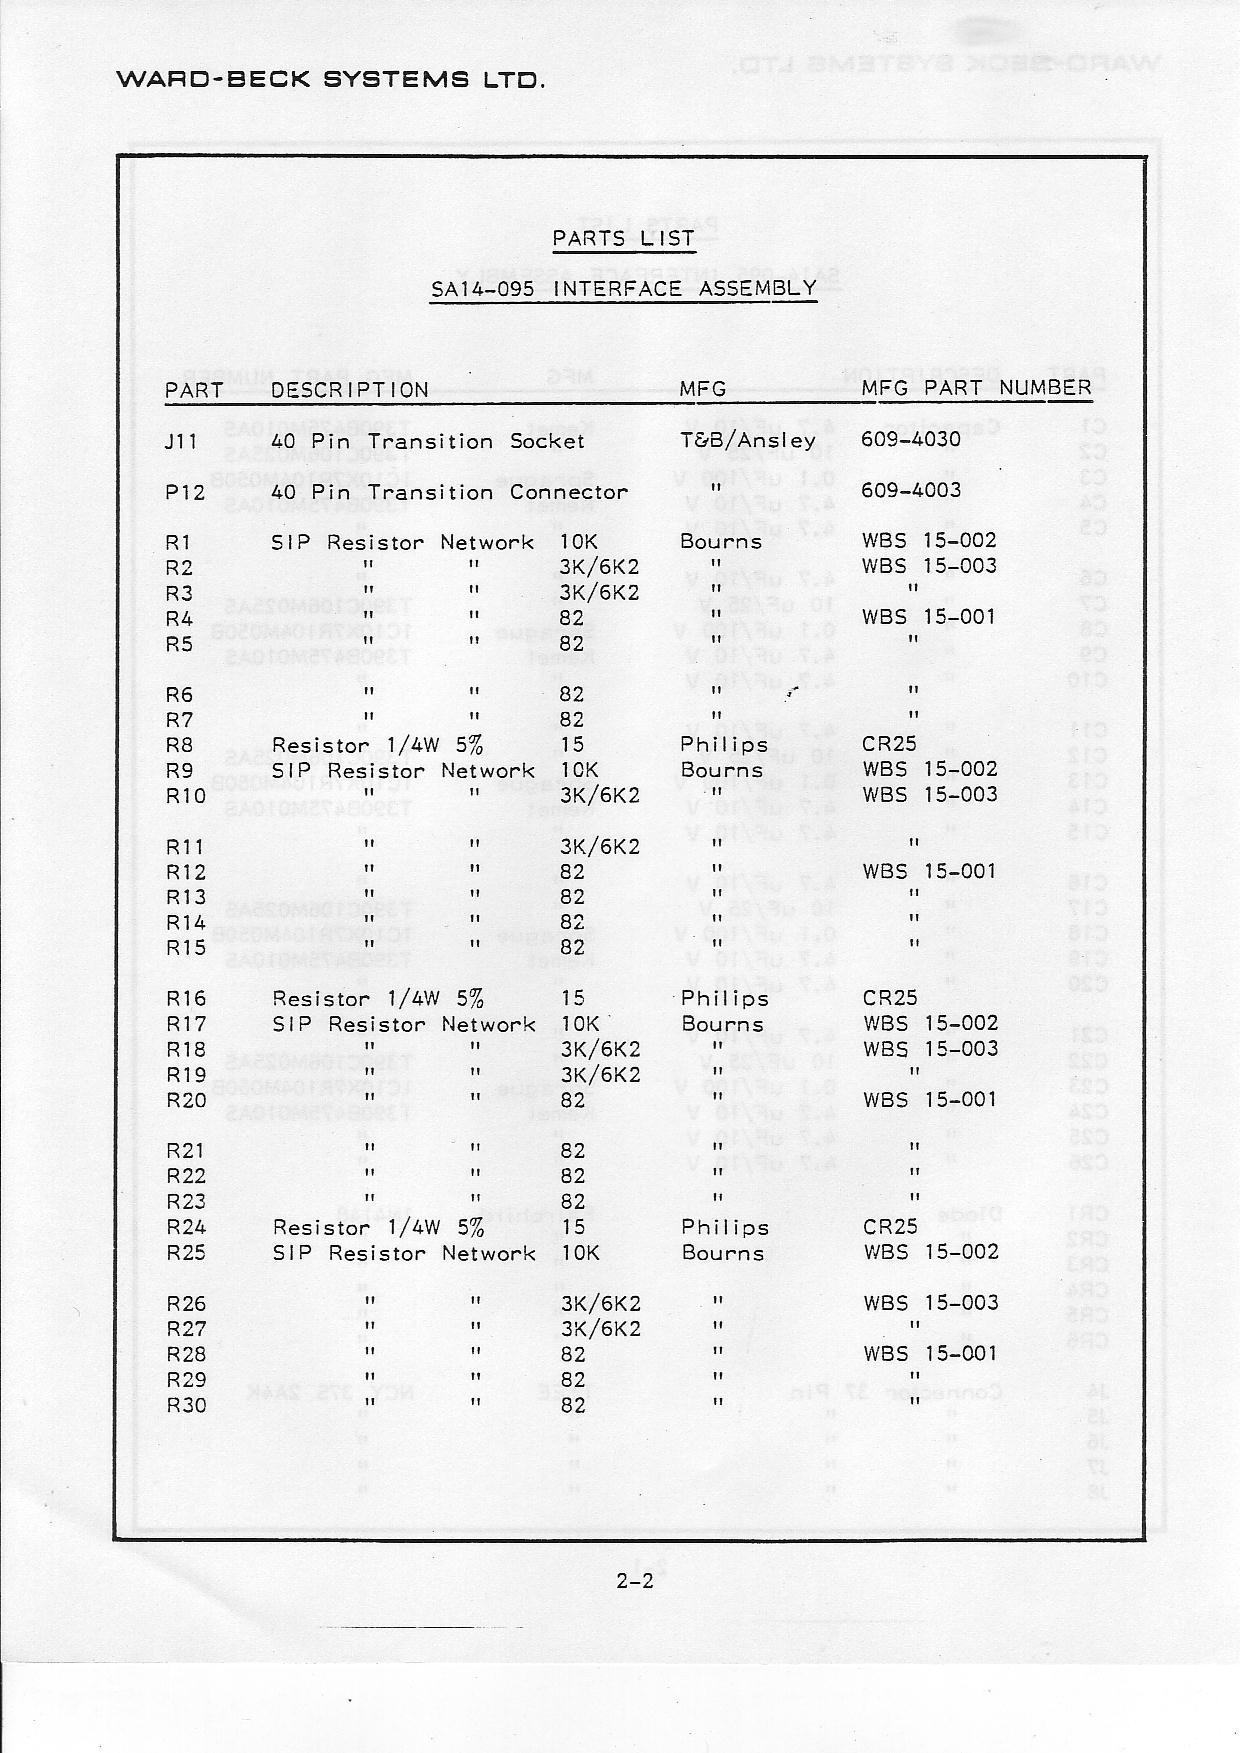 WARD-BECK SYSTEMS LTD.
PARTS LIST
SA14-095 INTERFACE ASSEMBLY
PART DESCRIPTION MFG MFG PART NUMBER
J11 40 Pin Transition Socket T&B/Ansley 609-4030
P12 40 Pin Transition Connector " 609-4003
R1 SIP Resistor Network 10K Bourns WBS 15-002
R2 " " 3K/6K2 " WBS 15-003
R3 " " 3K/6K2 " "
R4 " " 82 " WBS 15-001
R5 " " 82 " "
R6 " " 82 " "
R7 " " 82 " "
R8 Resistor 1/4W 5% 15 Philips CR25
R9 SIP Resistor Network 10K Bourns WBS 15-002
R10 " " 3K/6K2 " WBS 15-003
R11 " " 3K/6K2 " "
R12 " " 82 " WBS 15-001
R13 " " 82 " "
R14 " " 82 " "
R15 " " 82 " "
R16 Resistor 1/4W 5% 15 Philips CR25
R17 SIP Resistor Network 10K Bourns WBS 15-002
R18 " " 3K/6K2 " WBS 15-003
R19 " " 3K/6K2 " "
R20 " " 82 " WBS 15-001
R21 " " 82 " "
R22 " " 82 " "
R23 " " 82 " "
R24 Resistor 1/4W 5% 15 Philips CR25
R25 SIP Resistor Network 10K Bourns WBS 15-002
R26 " " 3K/6K2 " WBS 15-003
R27 " " 3K/6K2 " "
R28 " " 82 " WBS 15-001
R29 " " 82 " "
R30 " " 82 " "
2-2